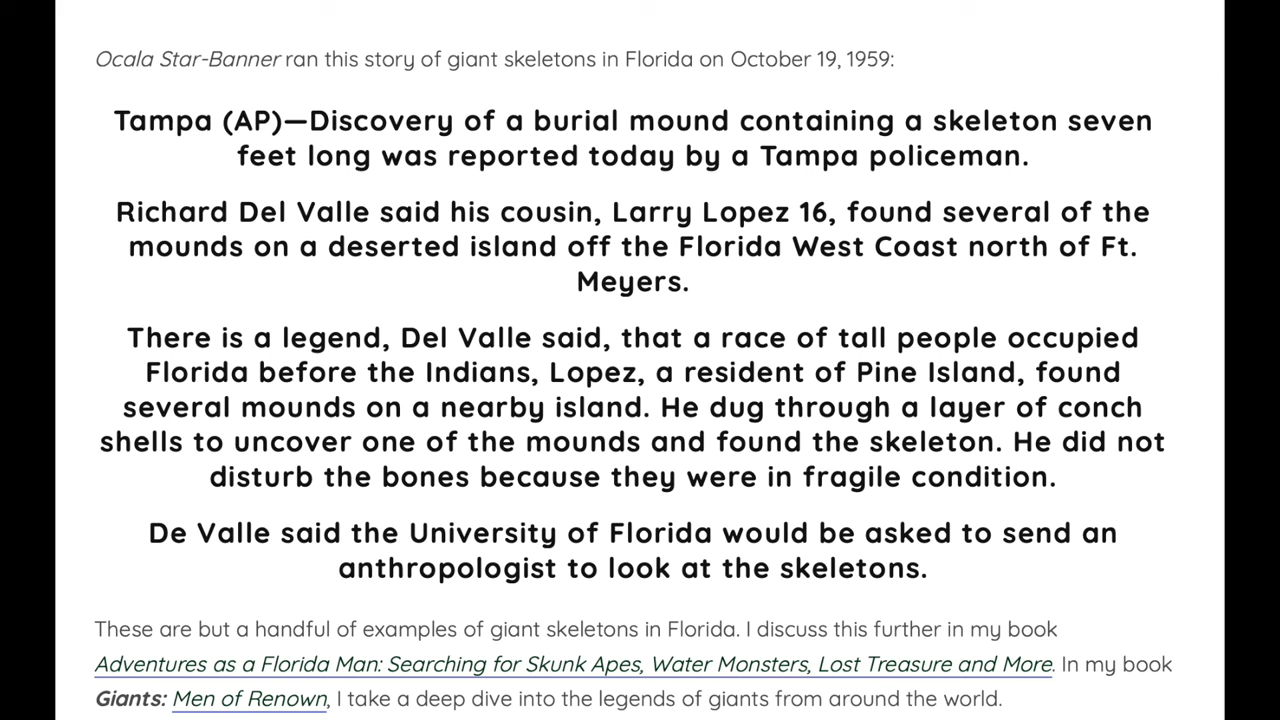 Ocala Star-Banner ran this story of giant skeletons in Florida on October 19, 1959:
Tampa (AP)—Discovery of a burial mound containing a skeleton seven
feet long was reported today by a Tampa policeman.
Richard Del Valle said his cousin, Larry Lopez 16, found several of the
mounds on a deserted island off the Florida West Coast north of Ft.
Meyers.
There is a legend, Del Valle said, that a race of tall people occupied
Florida before the Indians, Lopez, a resident of Pine Island, found
several mounds on a nearby island. He dug through a layer of conch
shells to uncover one of the mounds and found the skeleton. He did not
disturb the bones because they were in fragile condition.
De Valle said the University of Florida would be asked to send an
anthropologist to look at the skeletons.
These are but a handful of examples of giant skeletons in Florida. I discuss this further in my book
Adventures as a Florida Man: Searching for Skunk Apes, Water Monsters, Lost Treasure and More. In my book
Giants: Men of Renown, I take a deep dive into the legends of giants from around the world.